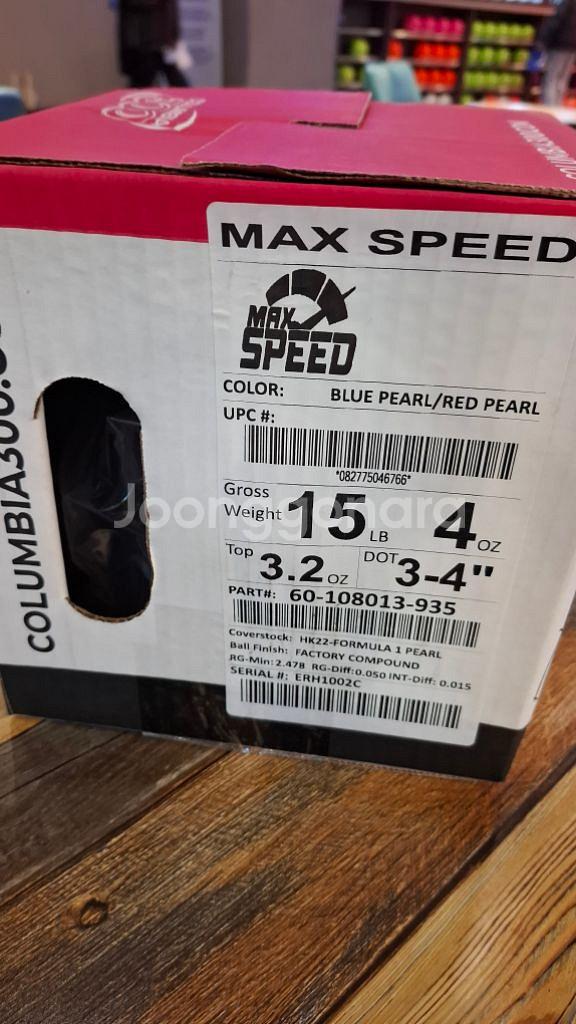 MAX SPEED
MAX
SPEED
COLOR: BLUE PEARL/RED PEARL
UPC #:
*082775046766*
Gross Weight 15 LB 4 OZ
Top 3.2 OZ DOT 3-4"
PART#: 60-108013-935
Coverstock: HK22-FORMULA 1 PEARL
Ball Finish: FACTORY COMPOUND
RG-Min: 2.478 RG-Diff: 0.050 INT-Diff: 0.015
SERIAL #: ERH1002C
Joonggonara